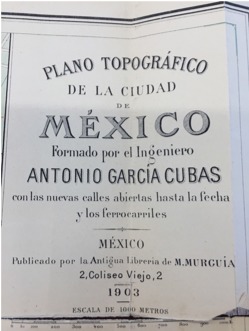 PLANO TOPOGRÁFICO
DE LA CIUDAD
DE
MÉXICO
Formado por el Ingeniero
ANTONIO GARCÍA CUBAS
con las nuevas calles abiertas hasta la fecha
y los ferrocarriles
MÉXICO
Publicado por la Antigua Libreria de M. MURGUIA
2, Coliseo Viejo, 2
1903
ESCALA DE 1000 METROS